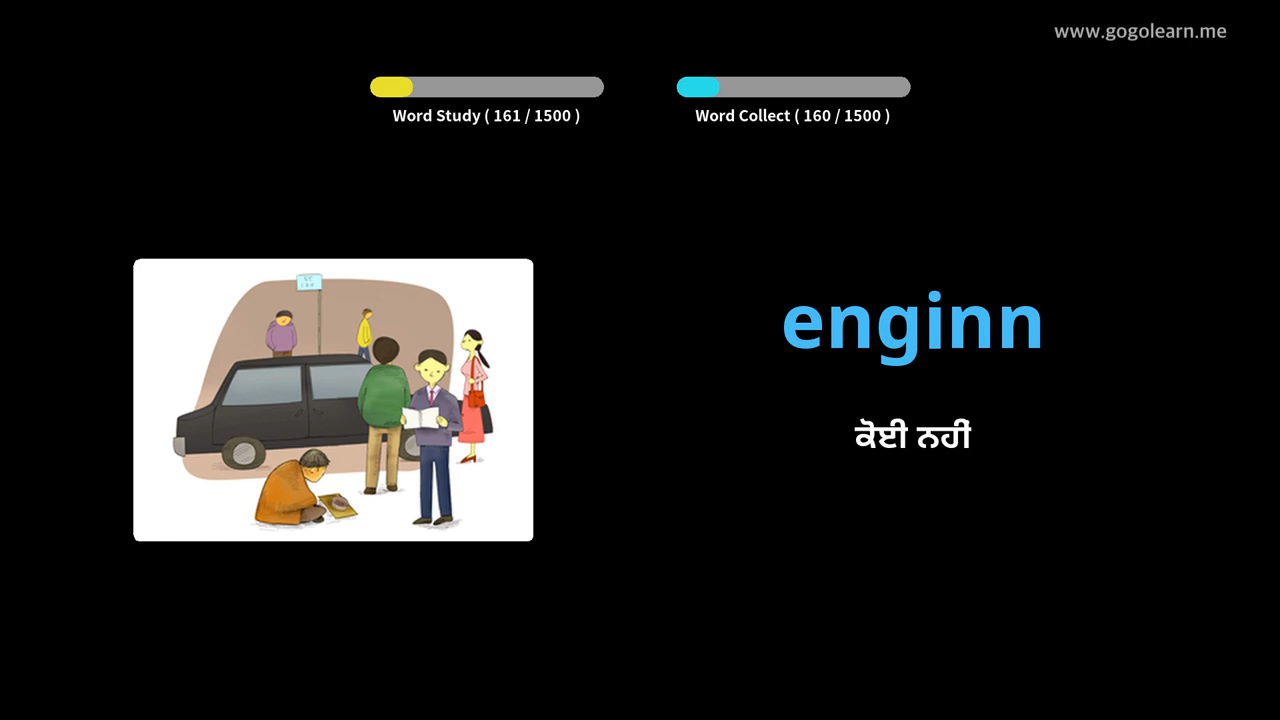 www.gogolearn.me
Word Study ( 161 / 1500 )
Word Collect ( 160 / 1500 )
enginn
ਕੋਈ ਨਹੀਂ